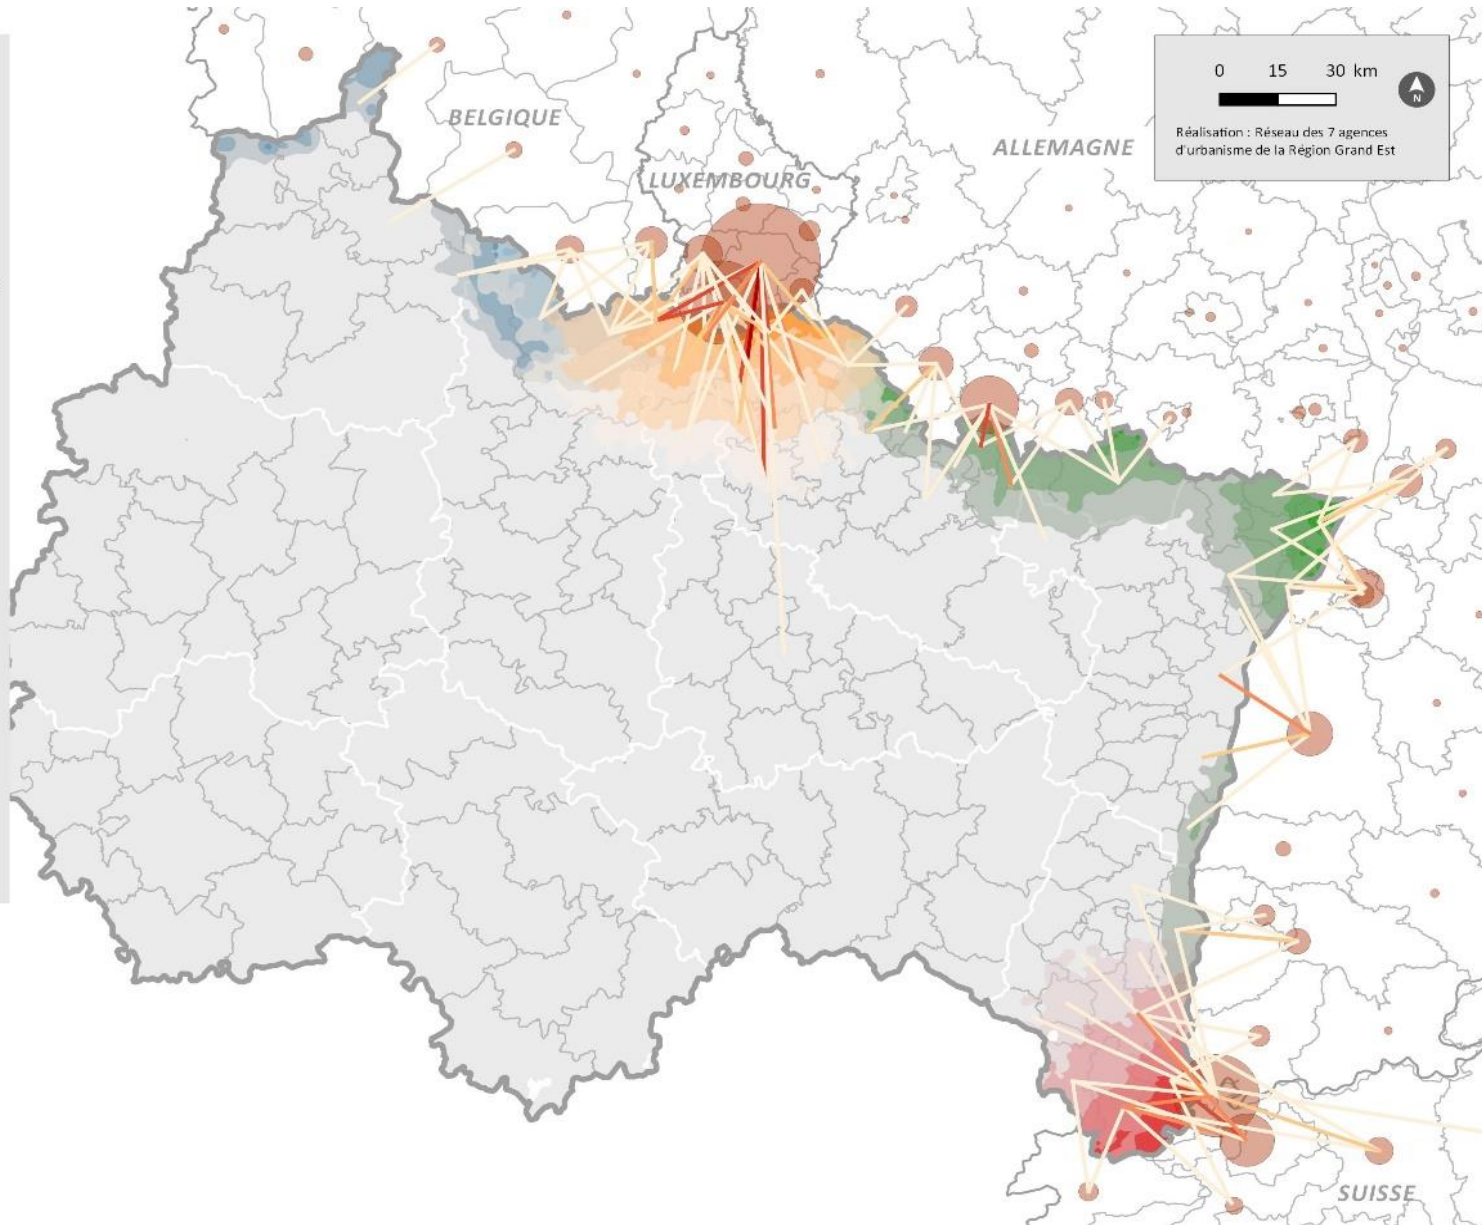 BELGIQUE
LUXEMBOURG
ALLEMAGNE
0 15 30 km
N
Réalisation : Réseau des 7 agences
d'urbanisme de la Région Grand Est
SUISSE